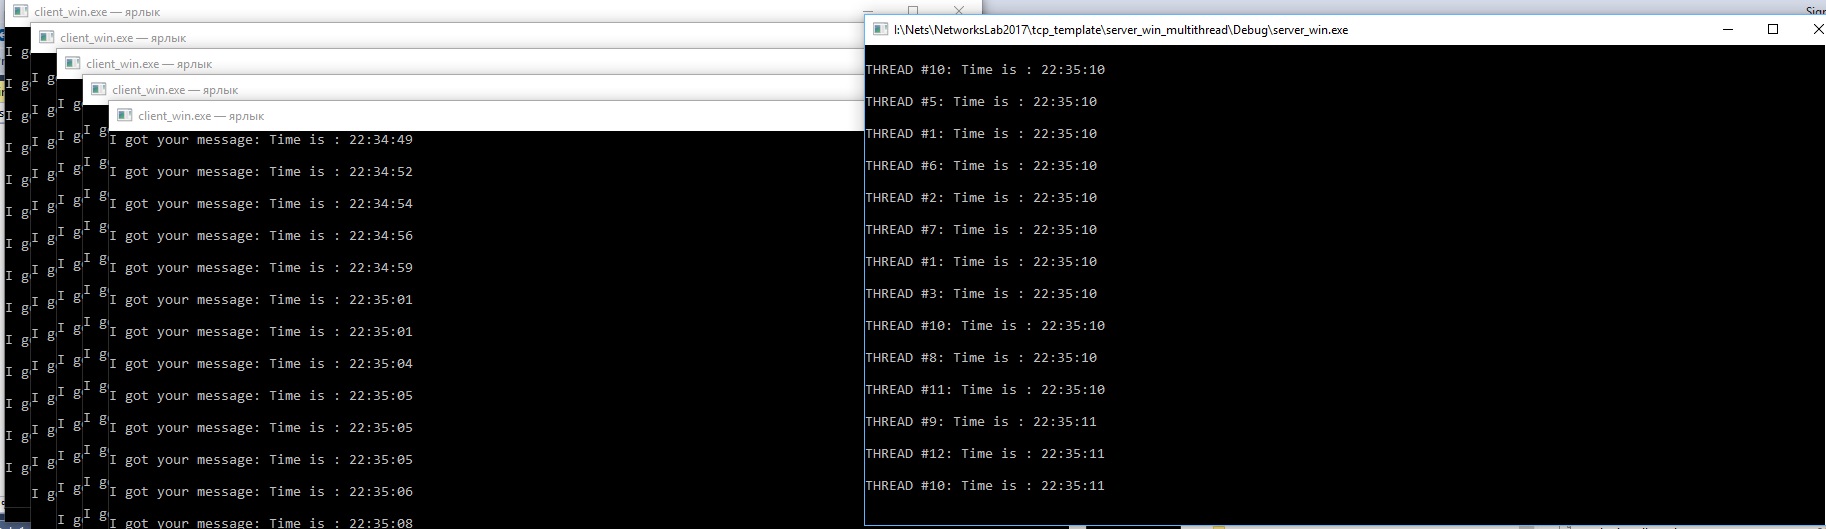 client_win.exe — ярлык
client_win.exe — ярлык
client_win.exe — ярлык
client_win.exe — ярлык
client_win.exe — ярлык
I got your message: Time is : 22:34:49
I got your message: Time is : 22:34:52
I got your message: Time is : 22:34:54
I got your message: Time is : 22:34:56
I got your message: Time is : 22:34:59
I got your message: Time is : 22:35:01
I got your message: Time is : 22:35:01
I got your message: Time is : 22:35:04
I got your message: Time is : 22:35:05
I got your message: Time is : 22:35:05
I got your message: Time is : 22:35:05
I got your message: Time is : 22:35:06
I got your message: Time is : 22:35:08
I:\Nets\NetworksLab2017\tcp_template\server_win_multithread\Debug\server_win.exe
THREAD #10: Time is : 22:35:10
THREAD #5: Time is : 22:35:10
THREAD #1: Time is : 22:35:10
THREAD #6: Time is : 22:35:10
THREAD #2: Time is : 22:35:10
THREAD #7: Time is : 22:35:10
THREAD #1: Time is : 22:35:10
THREAD #3: Time is : 22:35:10
THREAD #10: Time is : 22:35:10
THREAD #8: Time is : 22:35:10
THREAD #11: Time is : 22:35:10
THREAD #9: Time is : 22:35:11
THREAD #12: Time is : 22:35:11
THREAD #10: Time is : 22:35:11